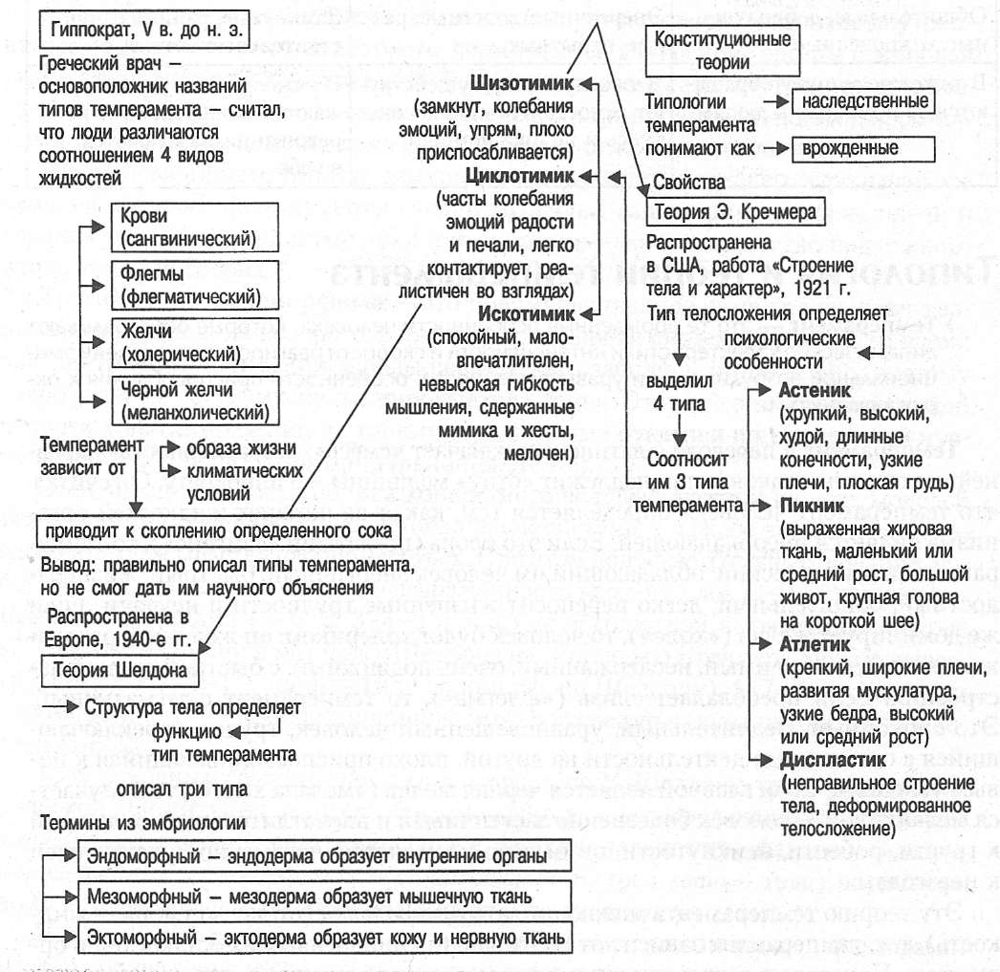 Гиппократ, V в. до н. э.
Греческий врач –
основоположник названий
типов темперамента – считал,
что люди различаются
соотношением 4 видов
жидкостей
Крови
(сангвинический)
Флегмы
(флегматический)
Желчи
(холерический)
Черной желчи
(меланхолический)
Темперамент
зависит от
образа жизни
климатических
условий
приводит к скоплению определенного сока
Вывод: правильно описал типы темперамента,
но не смог дать им научного объяснения
Распространена в
Европе, 1940-е гг.
Теория Шелдона
Структура тела определяет
функцию
тип темперамента
описал три типа
Термины из эмбриологии
Эндоморфный – эндодерма образует внутренние органы
Мезоморфный – мезодерма образует мышечную ткань
Эктоморфный – эктодерма образует кожу и нервную ткань
Шизотимик
(замкнут, колебания
эмоций, упрям, плохо
приспосабливается)
Циклотимик
(часты колебания
эмоций радости
и печали, легко
контактирует, реа-
листичен во взглядах)
Искотимик
(спокойный, мало-
впечатлителен,
невысокая гибкость
мышления, сдержанные
мимика и жесты,
мелочен)
Конституционные
теории
Типологии
темперамента
понимают как
наследственные
врожденные
Свойства
Теория Э. Кречмера
Распространена
в США, работа «Строение
тела и характер», 1921 г.
Тип телосложения определяет
психологические
особенности
выделил
4 типа
Соотносит
им 3 типа
темперамента
Астеник
(хрупкий, высокий,
худой, длинные
конечности, узкие
плечи, плоская грудь)
Пикник
(выраженная жировая
ткань, маленький или
средний рост, большой
живот, крупная голова
на короткой шее)
Атлетик
(крепкий, широкие плечи,
развитая мускулатура,
узкие бедра, высокий
или средний рост)
Диспластик
(неправильное строение
тела, деформированное
телосложение)